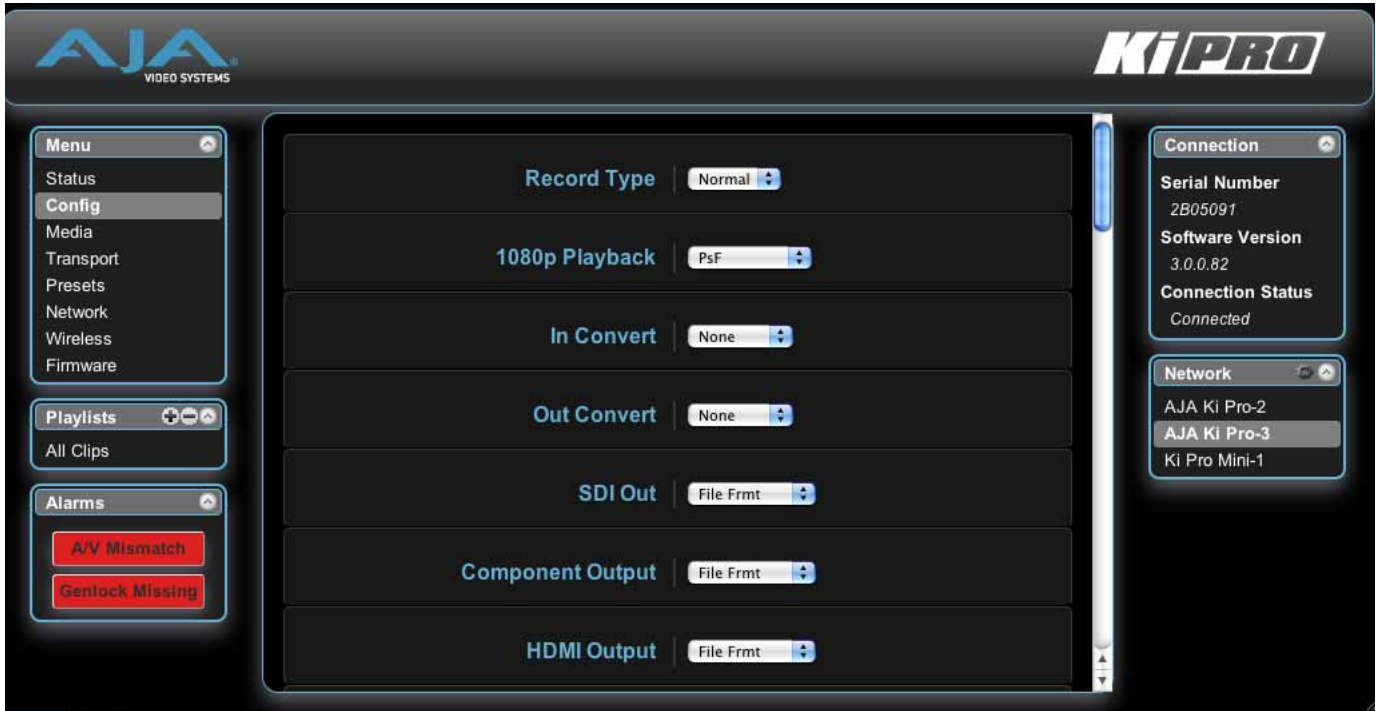 AJA
VIDEO SYSTEMS
Ki PRO
Menu
Status
Config
Media
Transport
Presets
Network
Wireless
Firmware
Playlists
All Clips
Alarms
A/V Mismatch
Genlock Missing
Record Type Normal
1080p Playback PsF
In Convert None
Out Convert None
SDI Out File Frmt
Component Output File Frmt
HDMI Output File Frmt
Connection
Serial Number
2B05091
Software Version
3.0.0.82
Connection Status
Connected
Network
AJA Ki Pro-2
AJA Ki Pro-3
Ki Pro Mini-1